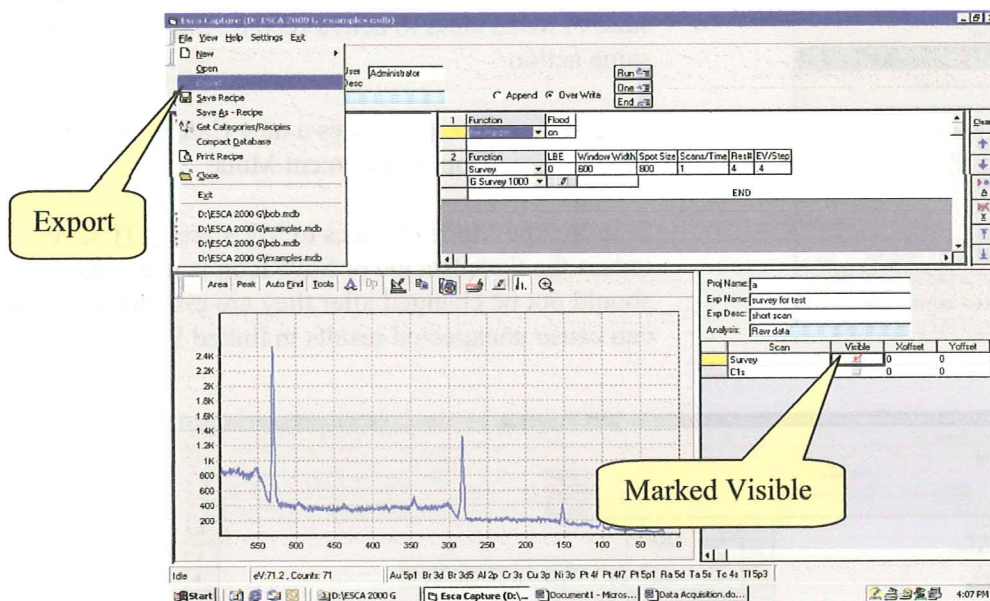 Esca Capture (D: ESCA 2000 G examples.mdb)
File View Help Settings Exit
New
Open
Export
Save Recipe
Save As - Recipe
Get Categories/Recipies
Compact Database
Print Recipe
Close
Exit
D:\ESCA 2000 G\bob.mdb
D:\ESCA 2000 G\examples.mdb
D:\ESCA 2000 G\bob.mdb
D:\ESCA 2000 G\examples.mdb
User Administrator
Desc
Append Over Write
Run
One
End
1 Function Flood
on
2 Function LBE Window Width Spot Size Scans/Time Res# EV/Step
Survey 0 600 800 1 4 .4
G Survey 1000
END
Clear
Export
Area Peak Auto Find Tools
Proj Name: a
Exp Name: survey for test
Exp Desc: short scan
Analysis: Raw data
Scan Visible Xoffset Yoffset
Survey 0 0
C1s 0 0
Marked Visible
2.4K
2.2K
2K
1.8K
1.6K
1.4K
1.2K
1K
800
600
400
200
550 500 450 400 350 300 250 200 150 100 50 0
Idle eV:71.2 , Counts: 71 Au 5p1 Br 3d Br 3d5 Al 2p Cr 3s Cu 3p Ni 3p Pt 4f Pt 4f7 Pt 5p1 Ra 5d Ta 5s Tc 4s Tl 5p3
Start D:\ESCA 2000 G Esca Capture (D:\... Document1 - Micros... Data Acquisition.do... 4:07 PM